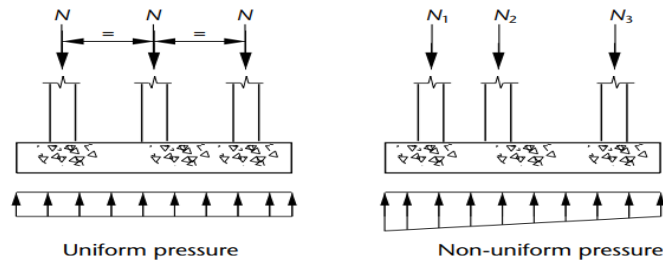 N N N N₁ N₂ N₃
= =
Uniform pressure Non-uniform pressure